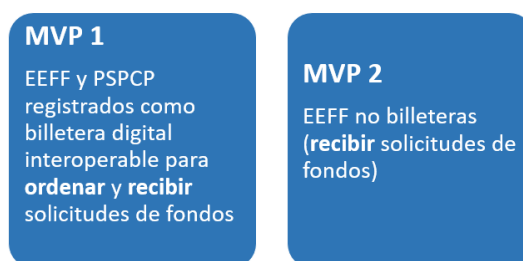 MVP 1
EEFF y PSPCP
registrados como
billetera digital
interoperable para
ordenar y recibir
solicitudes de fondos
MVP 2
EEFF no billeteras
(recibir solicitudes de
fondos)